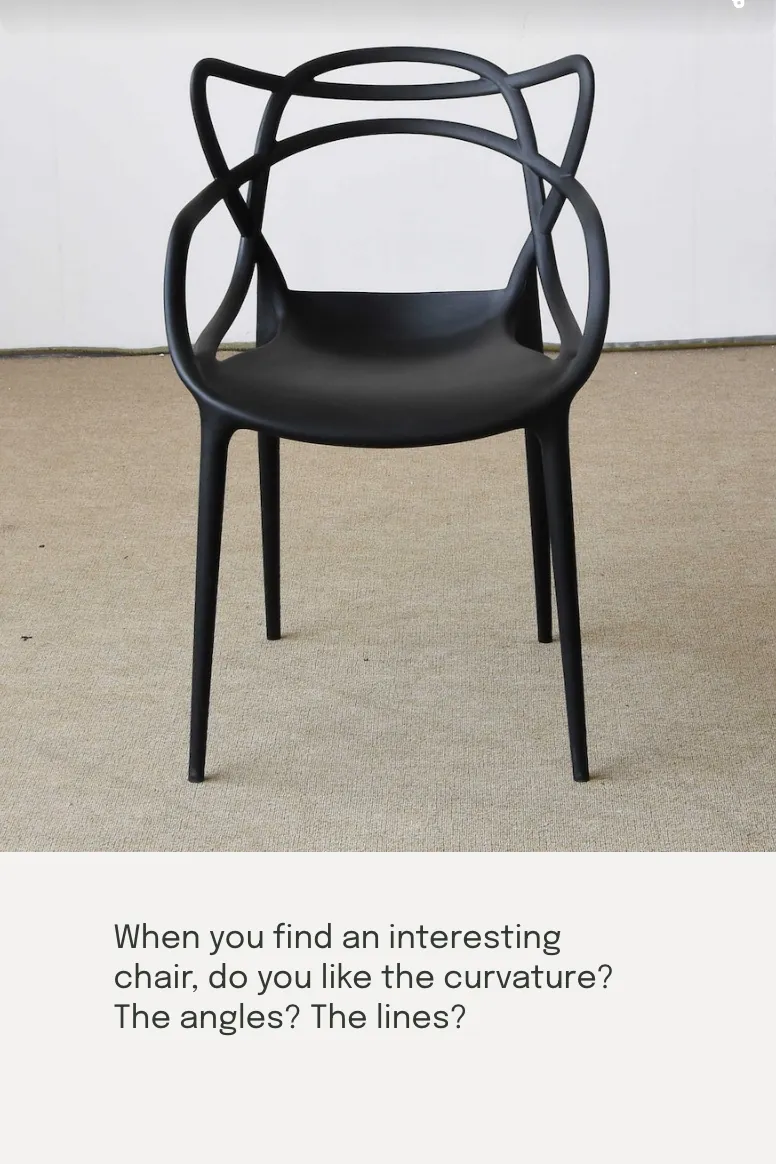 When you find an interesting
chair, do you like the curvature?
The angles? The lines?